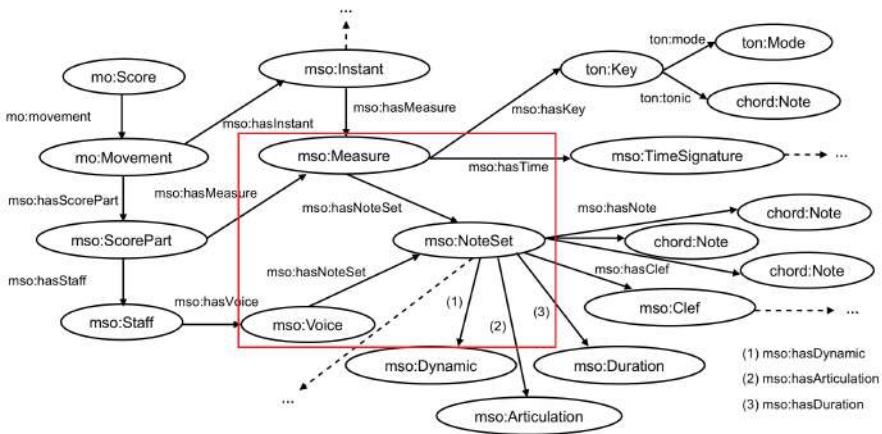 ...
mo:Score
mso:Instant
ton:mode
ton:Mode
ton:Key
mo:movement
mso:hasMeasure
ton:tonic
chord:Note
mso:hasInstant
mso:hasKey
mo:Movement
mso:Measure
mso:hasTime
mso:TimeSignature
...
mso:hasScorePart
mso:hasMeasure
mso:hasNoteSet
mso:hasNote
chord:Note
mso:ScorePart
mso:NoteSet
chord:Note
mso:hasStaff
mso:hasNoteSet
mso:hasClef
chord:Note
mso:hasVoice
(1)
mso:Staff
mso:Voice
(2)
(3)
mso:Clef
...
mso:Dynamic
mso:Duration
(1) mso:hasDynamic
...
(2) mso:hasArticulation
mso:Articulation
(3) mso:hasDuration